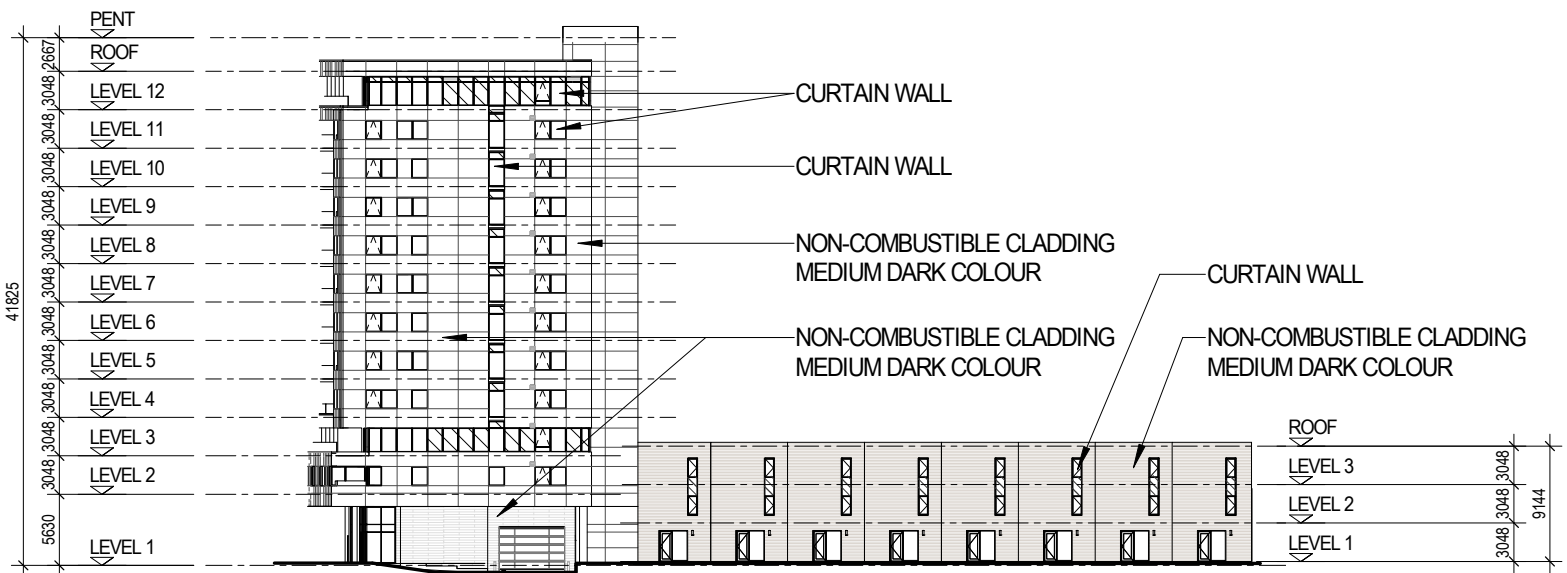 PENT
2667
ROOF
3048
LEVEL 12
3048
LEVEL 11
3048
LEVEL 10
3048
LEVEL 9
3048
LEVEL 8
3048
LEVEL 7
3048
LEVEL 6
3048
LEVEL 5
3048
LEVEL 4
3048
LEVEL 3
3048
LEVEL 2
5630
LEVEL 1
41825
CURTAIN WALL
CURTAIN WALL
NON-COMBUSTIBLE CLADDING
MEDIUM DARK COLOUR
NON-COMBUSTIBLE CLADDING
MEDIUM DARK COLOUR
CURTAIN WALL
NON-COMBUSTIBLE CLADDING
MEDIUM DARK COLOUR
ROOF
3048
LEVEL 3
3048
LEVEL 2
3048
LEVEL 1
9144